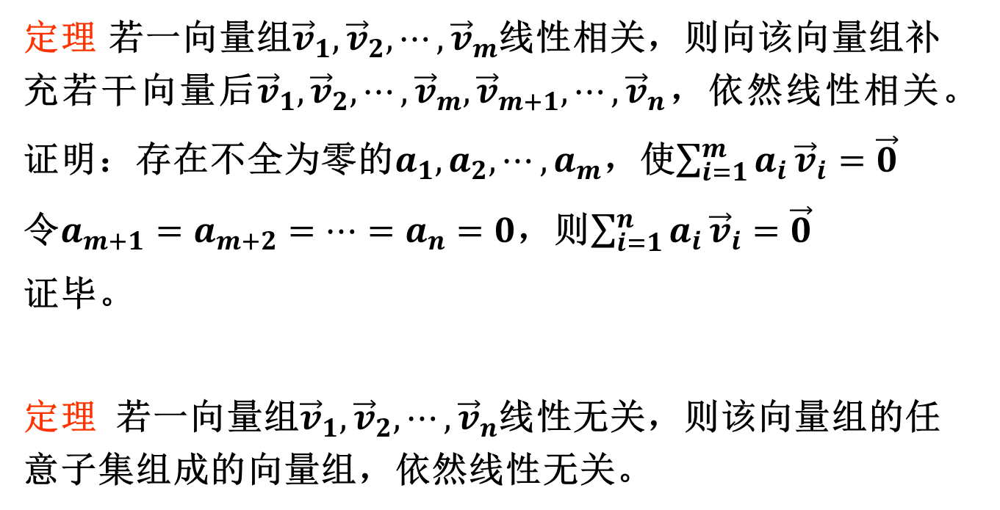 定理 若一向量组$\vec{v}_1, \vec{v}_2, \cdots, \vec{v}_m$线性相关，则向该向量组补
充若干向量后$\vec{v}_1, \vec{v}_2, \cdots, \vec{v}_m, \vec{v}_{m+1}, \cdots, \vec{v}_n$，依然线性相关。
证明：存在不全为零的$a_1, a_2, \cdots, a_m$，使$\sum_{i=1}^{m} a_i \vec{v}_i = \vec{0}$
令$a_{m+1} = a_{m+2} = \cdots = a_n = 0$，则$\sum_{i=1}^{n} a_i \vec{v}_i = \vec{0}$
证毕。
定理 若一向量组$\vec{v}_1, \vec{v}_2, \cdots, \vec{v}_n$线性无关，则该向量组的任
意子集组成的向量组，依然线性无关。